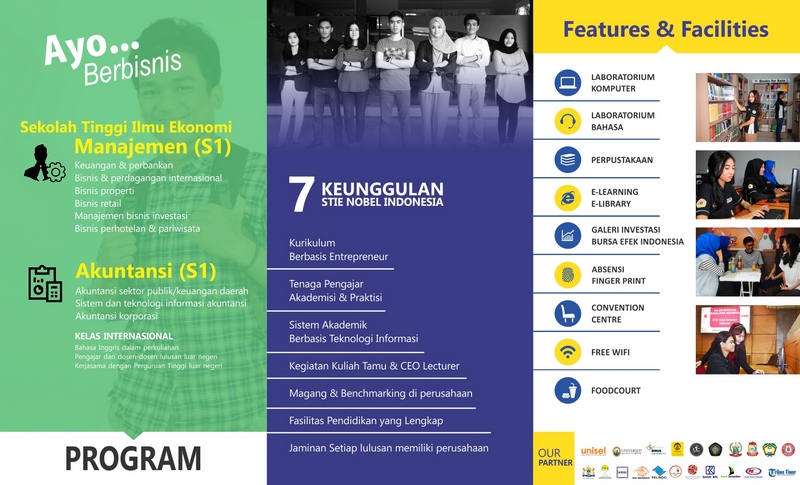 Ayo...
Berbisnis
Sekolah Tinggi Ilmu Ekonomi
Manajemen (S1)
Keuangan & perbankan
Bisnis & perdagangan internasional
Bisnis properti
Bisnis retail
Manajemen bisnis investasi
Bisnis perhotelan & pariwisata
Akuntansi (S1)
Akuntansi sektor publik/keuangan daerah
Sistem dan teknologi informasi akuntansi
Akuntansi korporasi
KELAS INTERNASIONAL
Bahasa Inggris dalam perkuliahan
Pengajar dari dosen-dosen lulusan luar negeri
Kerjasama dengan Perguruan Tinggi luar negeri
PROGRAM
7 KEUNGGULAN
STIE NOBEL INDONESIA
Kurikulum
Berbasis Entrepreneur
Tenaga Pengajar
Akademisi & Praktisi
Sistem Akademik
Berbasis Teknologi Informasi
Kegiatan Kuliah Tamu & CEO Lecturer
Magang & Benchmarking di perusahaan
Fasilitas Pendidikan yang Lengkap
Jaminan Setiap lulusan memiliki perusahaan
Features & Facilities
LABORATORIUM
KOMPUTER
LABORATORIUM
BAHASA
PERPUSTAKAAN
E-LEARNING
E-LIBRARY
GALERI INVESTASI
BURSA EFEK INDONESIA
ABSENSI
FINGER PRINT
CONVENTION
CENTRE
FREE WIFI
FOODCOURT
OUR
PARTNER
unisel
PELINDO
BANK BRI
Tribun Timur